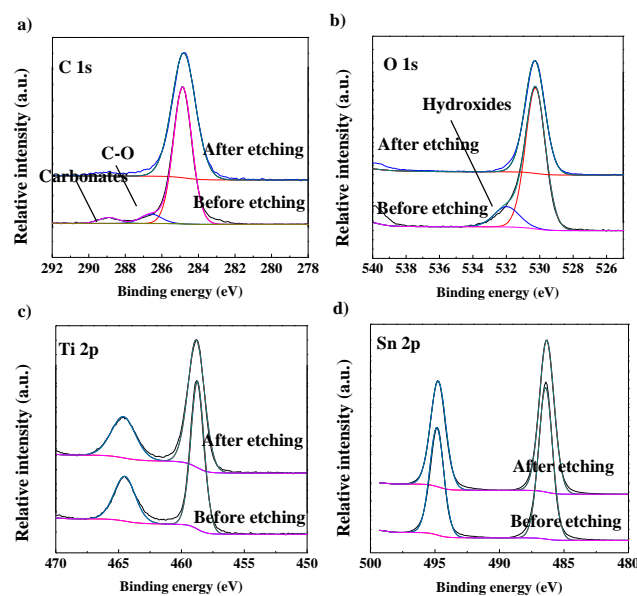 a)
C 1s
After etching
C-O
Carbonates
Before etching
Relative intensity (a.u.)
292 290 288 286 284 282 280 278
Binding energy (eV)
b)
O 1s
Hydroxides
After etching
Before etching
Relative intensity (a.u.)
540 538 536 534 532 530 528 526
Binding energy (eV)
c)
Ti 2p
After etching
Before etching
Relative intensity (a.u.)
470 465 460 455 450
Binding energy (eV)
d)
Sn 2p
After etching
Before etching
Relative intensity (a.u.)
500 495 490 485 480
Binding energy (eV)